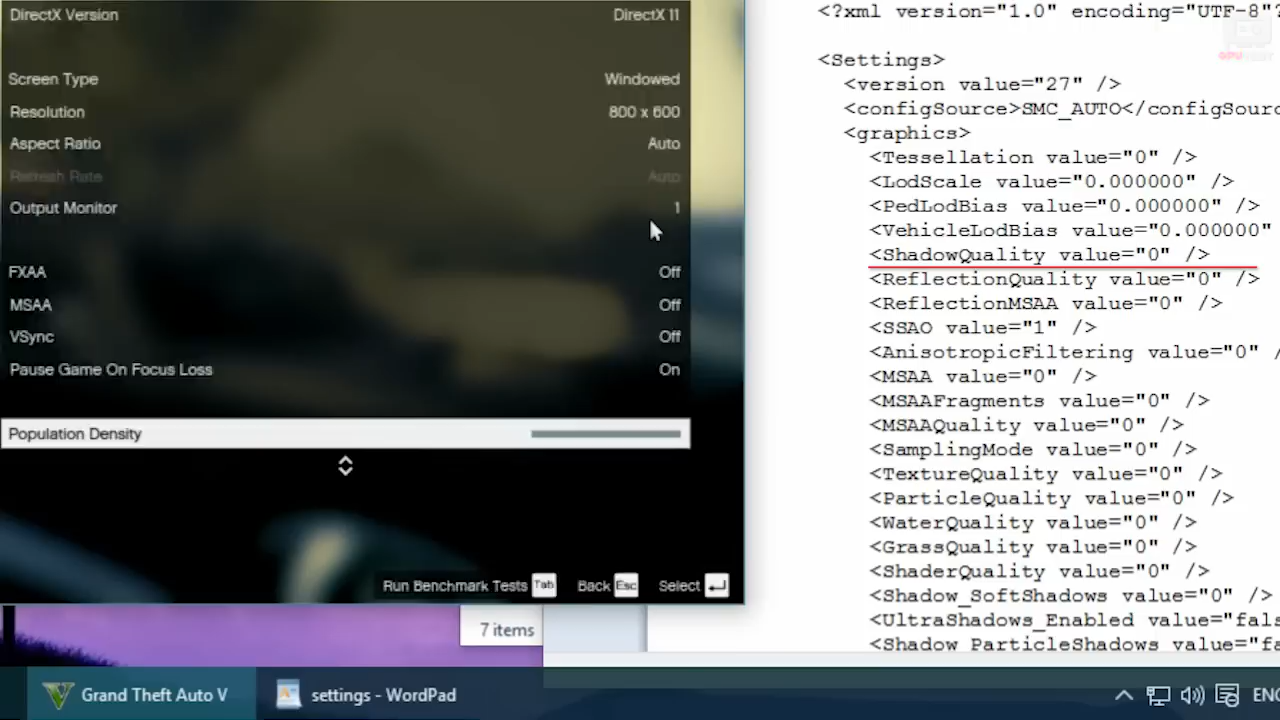 DirectX Version DirectX 11
Screen Type Windowed
Resolution 800 x 600
Aspect Ratio Auto
Refresh Rate Auto
Output Monitor 1
FXAA Off
MSAA Off
VSync Off
Pause Game On Focus Loss On
Population Density
Run Benchmark Tests Tab Back Esc Select
<?xml version="1.0" encoding="UTF-8"?
<Settings>
<version value="27" />
<configSource>SMC_AUTO</configSourc
<graphics>
<Tessellation value="0" />
<LodScale value="0.000000" />
<PedLodBias value="0.000000" />
<VehicleLodBias value="0.000000"
<ShadowQuality value="0" />
<ReflectionQuality value="0" />
<ReflectionMSAA value="0" />
<SSAO value="1" />
<AnisotropicFiltering value="0" /
<MSAA value="0" />
<MSAAFragments value="0" />
<MSAAQuality value="0" />
<SamplingMode value="0" />
<TextureQuality value="0" />
<ParticleQuality value="0" />
<WaterQuality value="0" />
<GrassQuality value="0" />
<ShaderQuality value="0" />
<Shadow_SoftShadows value="0" />
<UltraShadows_Enabled value="fals
<Shadow_ParticleShadows value="fa
7 items
Grand Theft Auto V
settings - WordPad
ENG